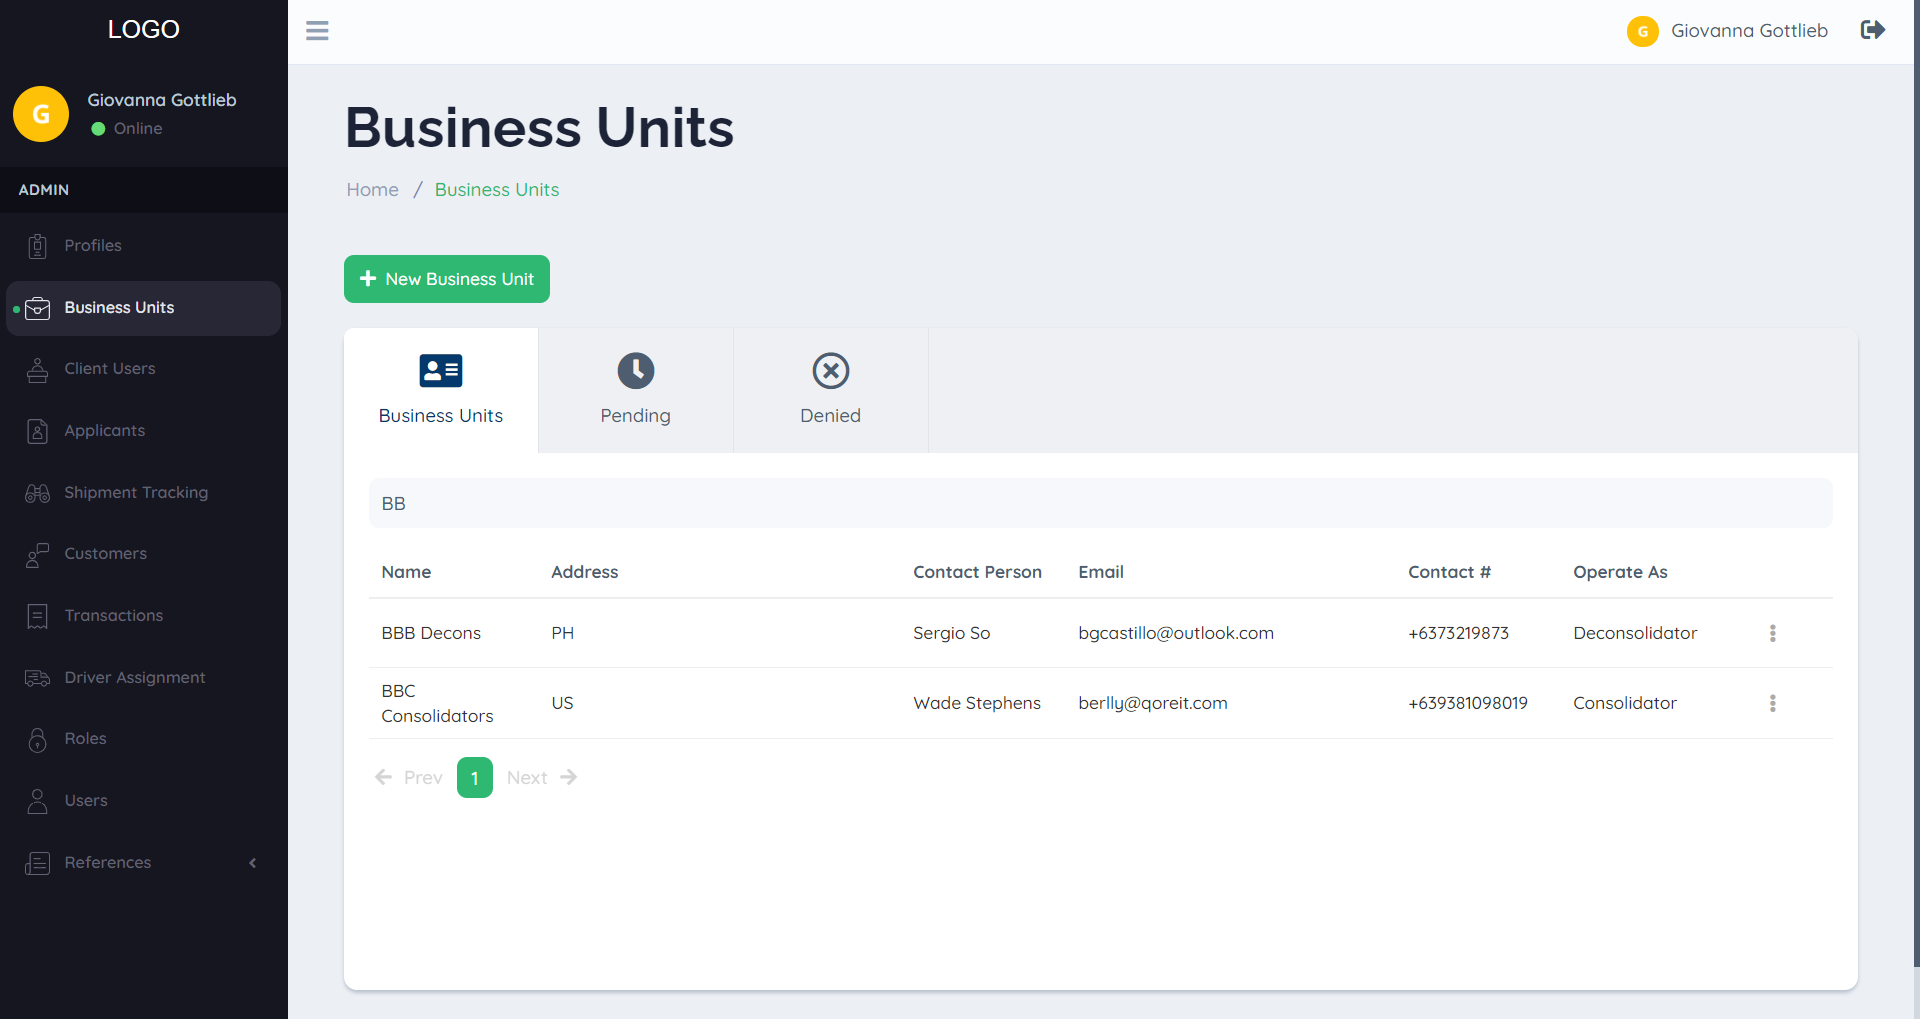 LOGO
G
Giovanna Gottlieb
Online
ADMIN
Profiles
Business Units
Client Users
Applicants
Shipment Tracking
Customers
Transactions
Driver Assignment
Roles
Users
References
G Giovanna Gottlieb
Business Units
Home / Business Units
New Business Unit
Business Units Pending Denied
BB
Name Address Contact Person Email Contact # Operate As
BBB Decons PH Sergio So bgcastillo@outlook.com +6373219873 Deconsolidator
BBC
Consolidators US Wade Stephens berlly@qoreit.com +639381098019 Consolidator
Prev 1 Next